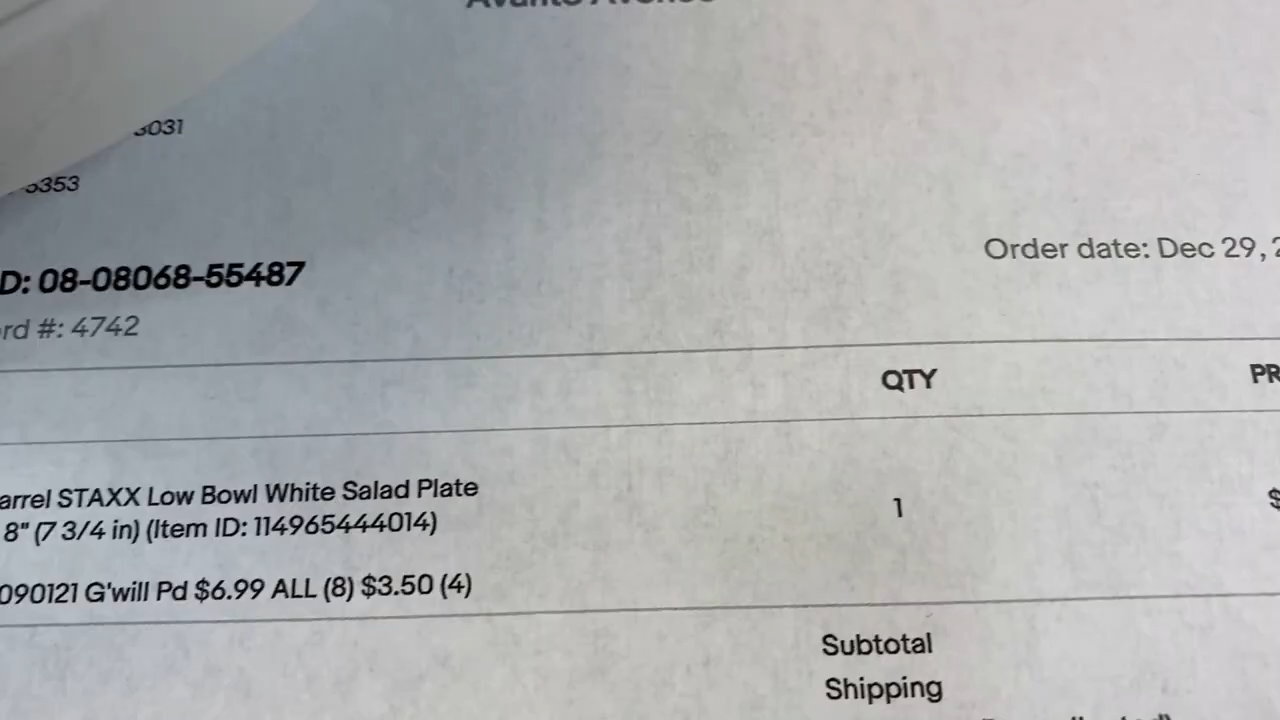 3031
5353
D: 08-08068-55487
Order date: Dec 29, 2
rd #: 4742
QTY
PR
arrel STAXX Low Bowl White Salad Plate
8" (7 3/4 in) (Item ID: 114965444014)
1
$
090121 G'will Pd $6.99 ALL (8) $3.50 (4)
Subtotal
Shipping